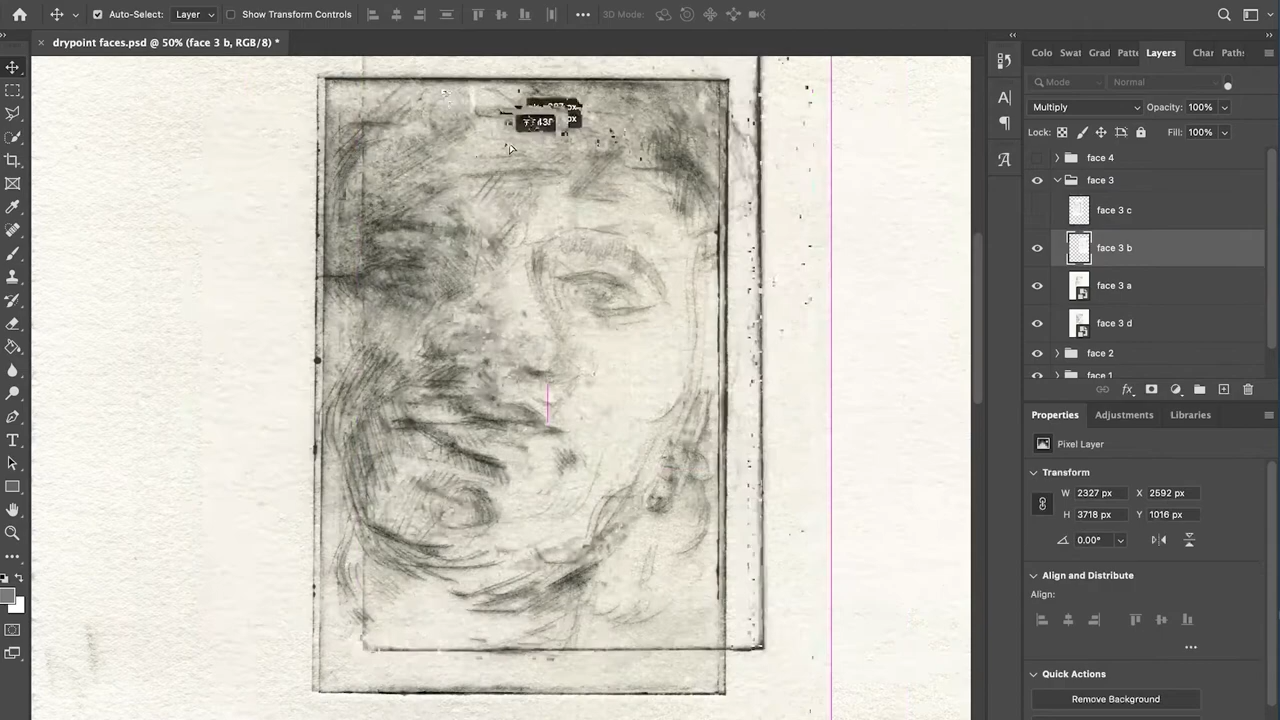 Auto-Select: Layer Show Transform Controls 3D Mode:
drypoint faces.psd @ 50% (face 3 b, RGB/8) *
Colo Swat Grad Patte Layers Char Paths
Mode Normal
Multiply Opacity: 100%
Lock: Fill: 100%
face 4
face 3
face 3 c
face 3 b
face 3 a
face 3 d
face 2
face 1
fx
Properties Adjustments Libraries
Pixel Layer
Transform
W 2327 px X 2592 px
H 3718 px Y 1016 px
0.00°
Align and Distribute
Align:
Quick Actions
Remove Background